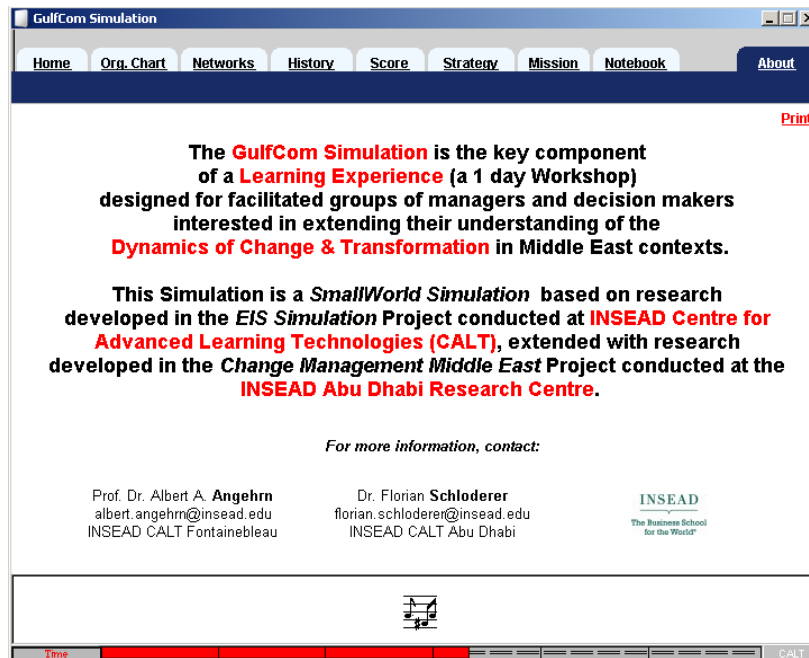 GulfCom Simulation
Home Org. Chart Networks History Score Strategy Mission Notebook About
Print
The GulfCom Simulation is the key component
of a Learning Experience (a 1 day Workshop)
designed for facilitated groups of managers and decision makers
interested in extending their understanding of the
Dynamics of Change & Transformation in Middle East contexts.
This Simulation is a SmallWorld Simulation based on research
developed in the EIS Simulation Project conducted at INSEAD Centre for
Advanced Learning Technologies (CALT), extended with research
developed in the Change Management Middle East Project conducted at the
INSEAD Abu Dhabi Research Centre.
For more information, contact:
Prof. Dr. Albert A. Angehrn
albert.angehrn@insead.edu
INSEAD CALT Fontainebleau
Dr. Florian Schloderer
florian.schloderer@insead.edu
INSEAD CALT Abu Dhabi
INSEAD
The Business School
for the World®
Time CALT